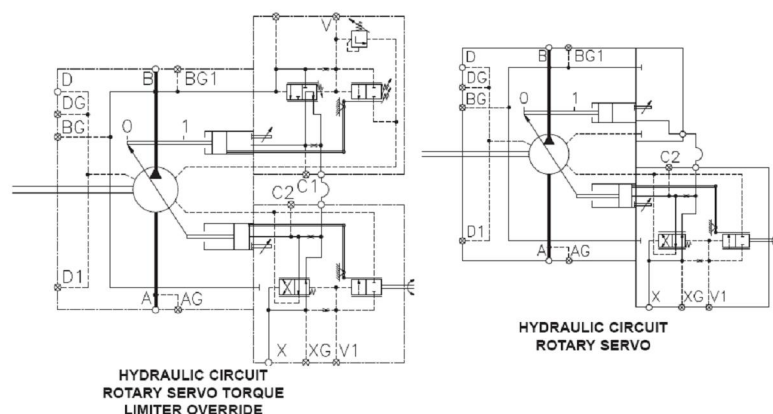 V
B
BG1
D
DG
BG
0
1
C1
C2
D1
A
AG
X
XG
V1
HYDRAULIC CIRCUIT
ROTARY SERVO TORQUE
LIMITER OVERRIDE
B
BG1
D
DG
BG
0
1
C2
D1
A
AG
X
XG
V1
HYDRAULIC CIRCUIT
ROTARY SERVO